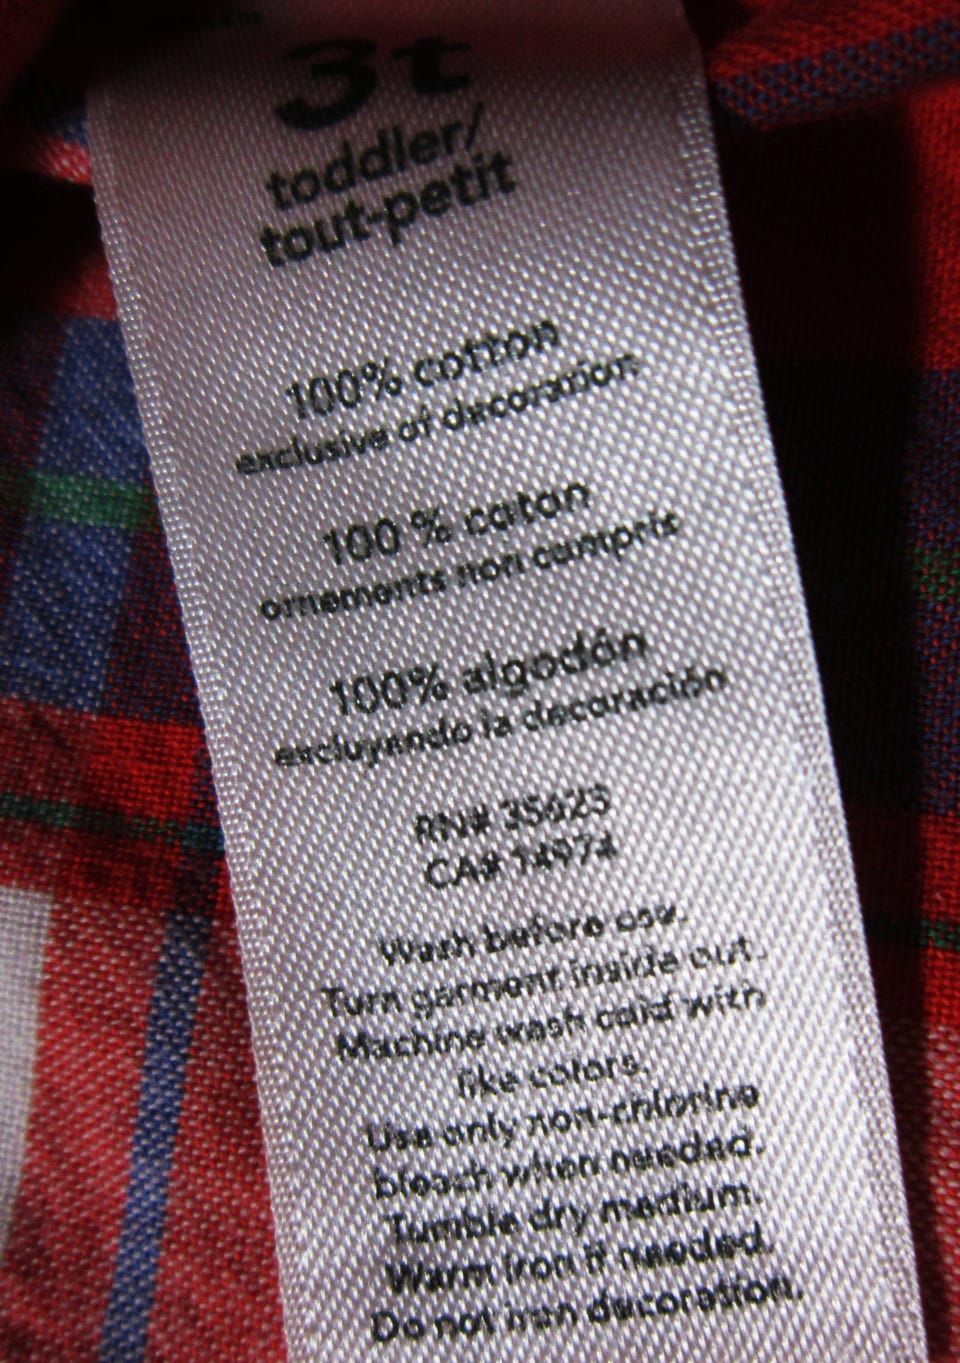 3t
toddler/
tout-petit
100% cotton
exclusive of decoration
100 % coton
ornements non compris
100% algodón
excluyendo la decoración
RN# 35623
CA# 14974
Wash before use.
Turn garment inside out.
Machine wash cold with
like colors.
Use only non-chlorine
bleach when needed.
Tumble dry medium.
Warm iron if needed.
Do not iron decoration.